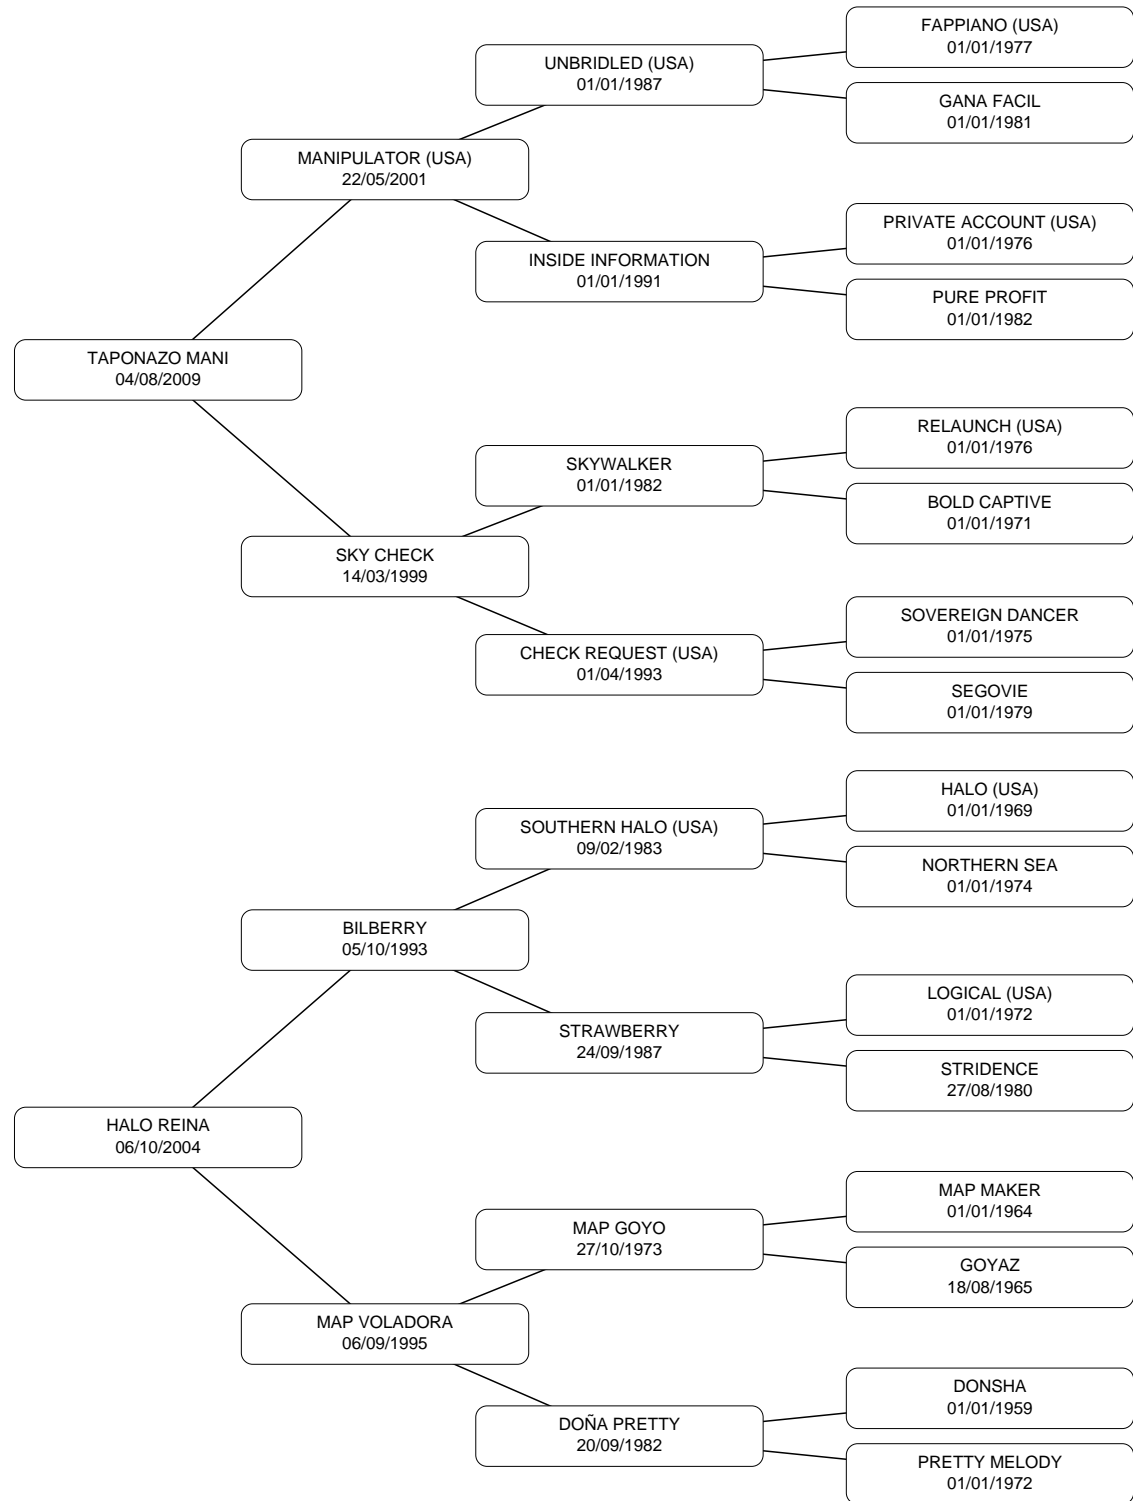 FAPPIANO (USA)
01/01/1977
UNBRIDLED (USA)
01/01/1987
GANA FACIL
01/01/1981
MANIPULATOR (USA)
22/05/2001
PRIVATE ACCOUNT (USA)
01/01/1976
INSIDE INFORMATION
01/01/1991
PURE PROFIT
01/01/1982
TAPONAZO MANI
04/08/2009
RELAUNCH (USA)
01/01/1976
SKYWALKER
01/01/1982
BOLD CAPTIVE
01/01/1971
SKY CHECK
14/03/1999
SOVEREIGN DANCER
01/01/1975
CHECK REQUEST (USA)
01/04/1993
SEGOVIE
01/01/1979
HALO (USA)
01/01/1969
SOUTHERN HALO (USA)
09/02/1983
NORTHERN SEA
01/01/1974
BILBERRY
05/10/1993
LOGICAL (USA)
01/01/1972
STRAWBERRY
24/09/1987
STRIDENCE
27/08/1980
HALO REINA
06/10/2004
MAP MAKER
01/01/1964
MAP GOYO
27/10/1973
GOYAZ
18/08/1965
MAP VOLADORA
06/09/1995
DONSHA
01/01/1959
DOÑA PRETTY
20/09/1982
PRETTY MELODY
01/01/1972